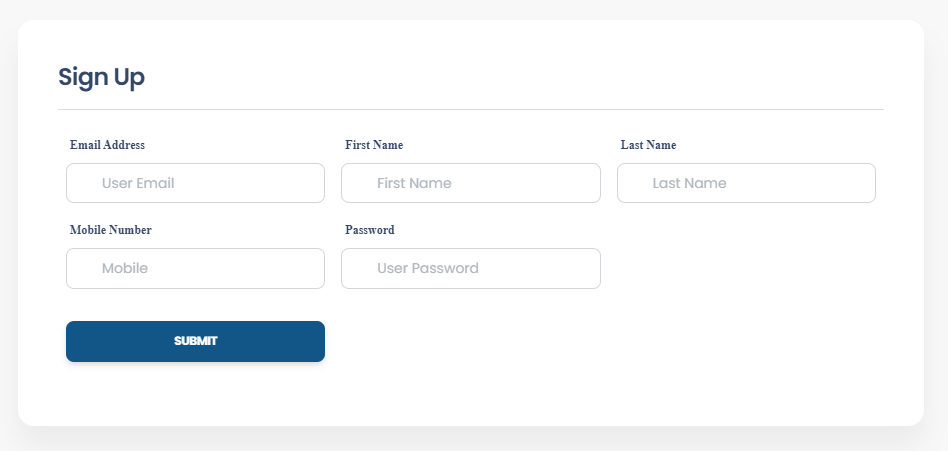 Sign Up
Email Address First Name Last Name
User Email First Name Last Name
Mobile Number Password
Mobile User Password
SUBMIT